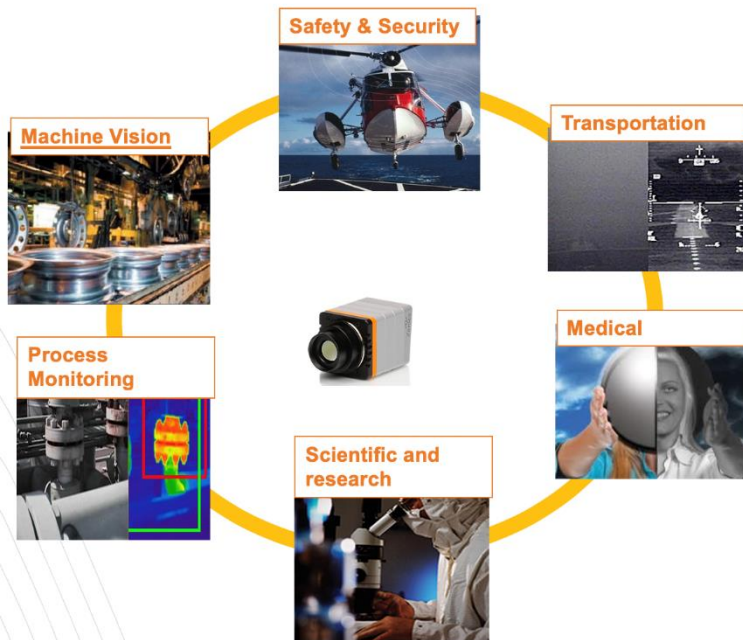 Safety & Security
Machine Vision
Transportation
Process
Monitoring
Medical
Scientific and
research